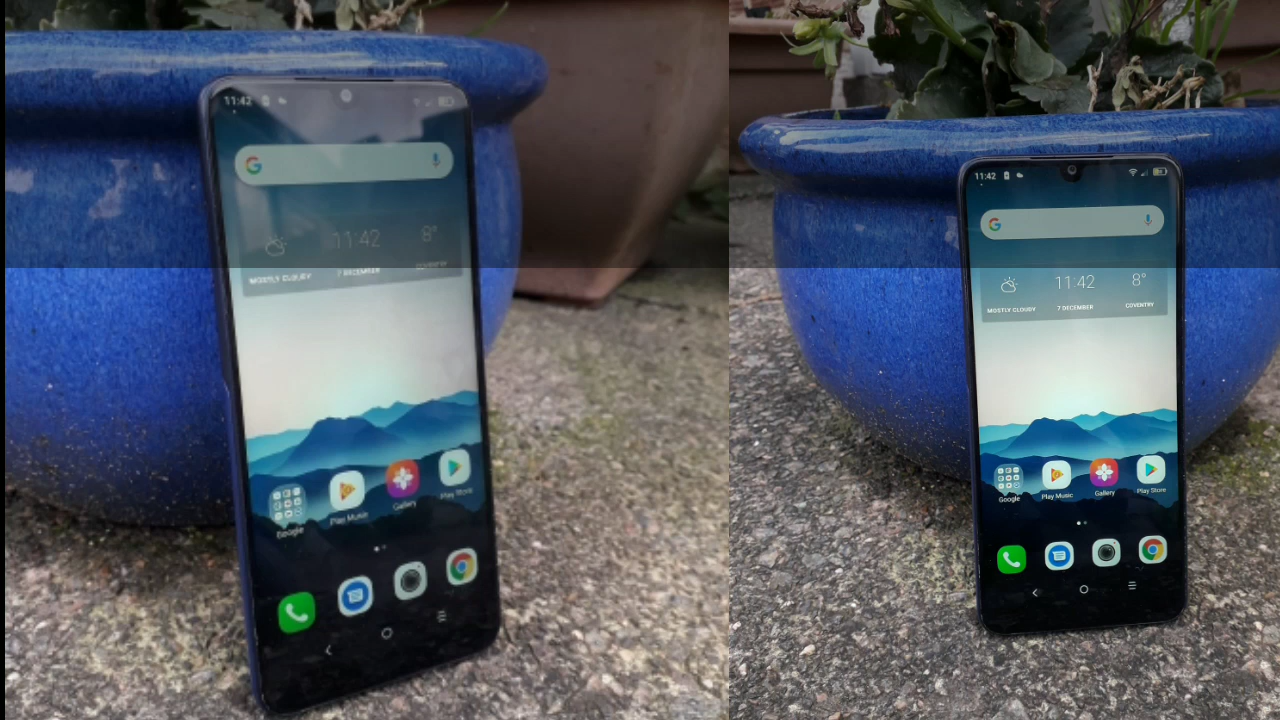 11:42
11:42 8°
MOSTLY CLOUDY 7 DECEMBER COVENTRY
Google Play Music Gallery Play Store
11:42
11:42 8°
MOSTLY CLOUDY 7 DECEMBER COVENTRY
Google Play Music Gallery Play Store